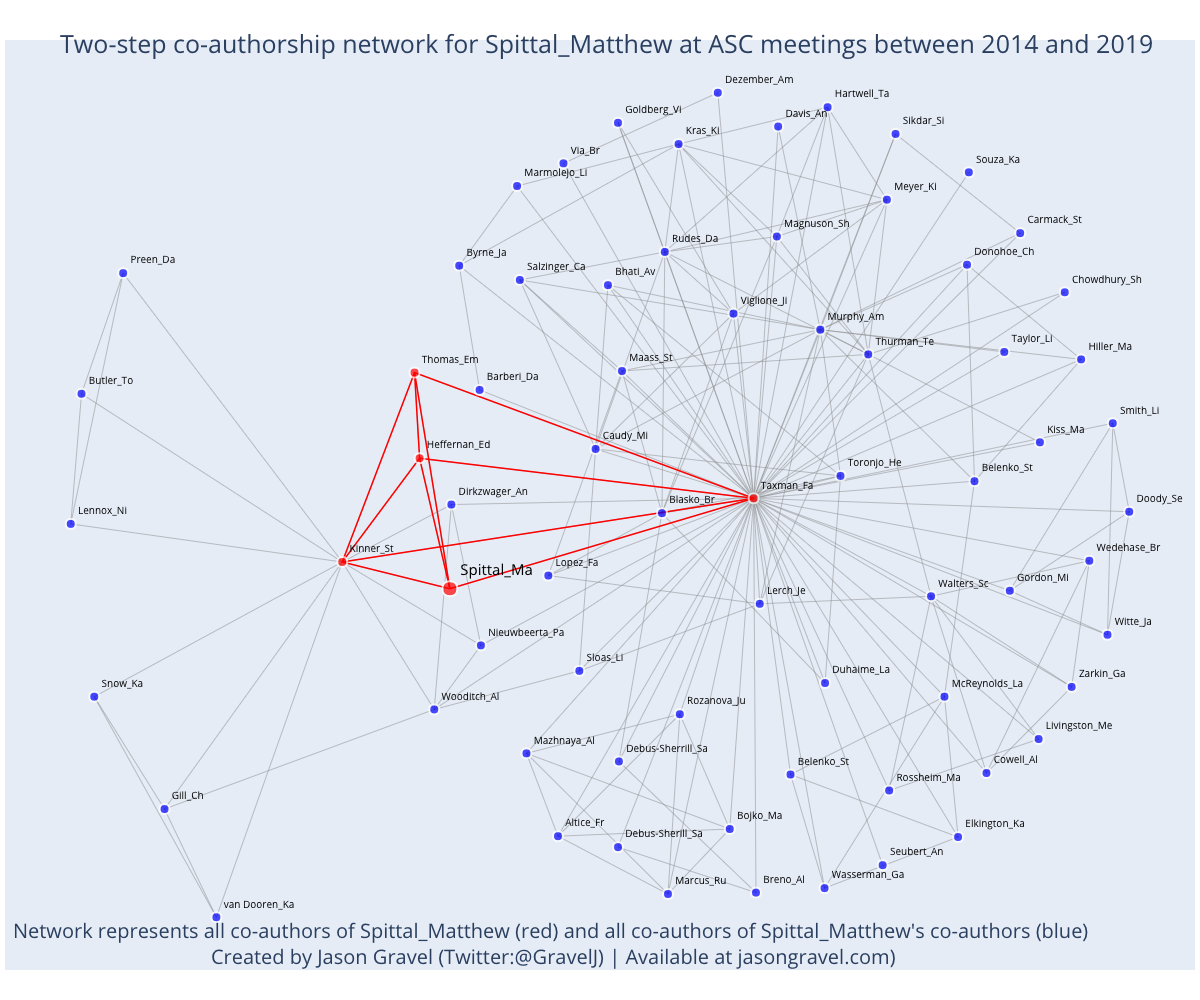 Two-step co-authorship network for Spittal_Matthew at ASC meetings between 2014 and 2019
Dezember_Am
Hartwell_Ta
Goldberg_Vi
Davis_An
Sikdar_Si
Kras_Ki
Via_Br
Souza_Ka
Marmolejo_Li
Meyer_Ki
Carmack_St
Magnuson_Sh
Rudes_Da
Donohoe_Ch
Byrne_Ja
Preen_Da
Salzinger_Ca
Bhati_Av
Chowdhury_Sh
Viglione_Ji
Murphy_Am
Thurman_Te
Taylor_Li
Hiller_Ma
Thomas_Em
Maass_St
Butler_To
Barberi_Da
Smith_Li
Kiss_Ma
Caudy_Mi
Heffernan_Ed
Toronjo_He
Belenko_St
Taxman_Fa
Dirkzwager_An
Blasko_Br
Doody_Se
Lennox_Ni
Kinner_St
Wedehase_Br
Spittal_Ma
Lopez_Fa
Gordon_Mi
Walters_Sc
Lerch_Je
Witte_Ja
Nieuwbeerta_Pa
Sloas_Li
Duhaime_La
Zarkin_Ga
Snow_Ka
McReynolds_La
Wooditch_Al
Rozanova_Ju
Livingston_Me
Mazhnaya_Al
Debus-Sherrill_Sa
Belenko_St
Cowell_Al
Rossheim_Ma
Gill_Ch
Bojko_Ma
Altice_Fr
Elkington_Ka
Debus-Sherill_Sa
Seubert_An
Wasserman_Ga
Marcus_Ru
Breno_Al
van Dooren_Ka
Network represents all co-authors of Spittal_Matthew (red) and all co-authors of Spittal_Matthew's co-authors (blue)
Created by Jason Gravel (Twitter:@GravelJ) | Available at jasongravel.com)